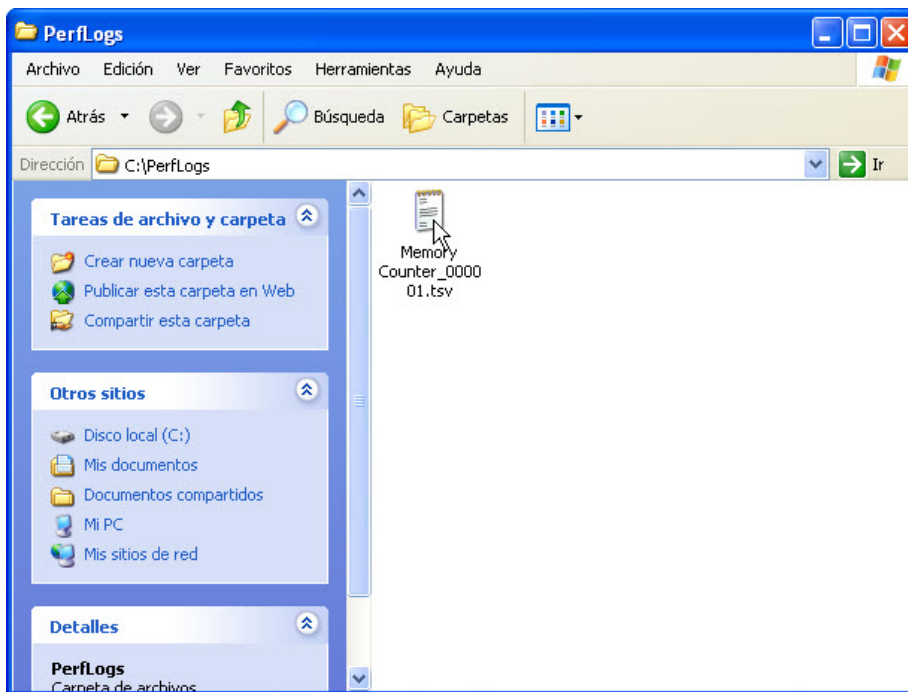 PerfLogs
Archivo Edición Ver Favoritos Herramientas Ayuda
Atrás Búsqueda Carpetas
Dirección C:\PerfLogs Ir
Tareas de archivo y carpeta
Crear nueva carpeta
Publicar esta carpeta en Web
Compartir esta carpeta
Otros sitios
Disco local (C:)
Mis documentos
Documentos compartidos
Mi PC
Mis sitios de red
Detalles
PerfLogs
Carpeta de archivos
Memory
Counter_0000
01.tsv